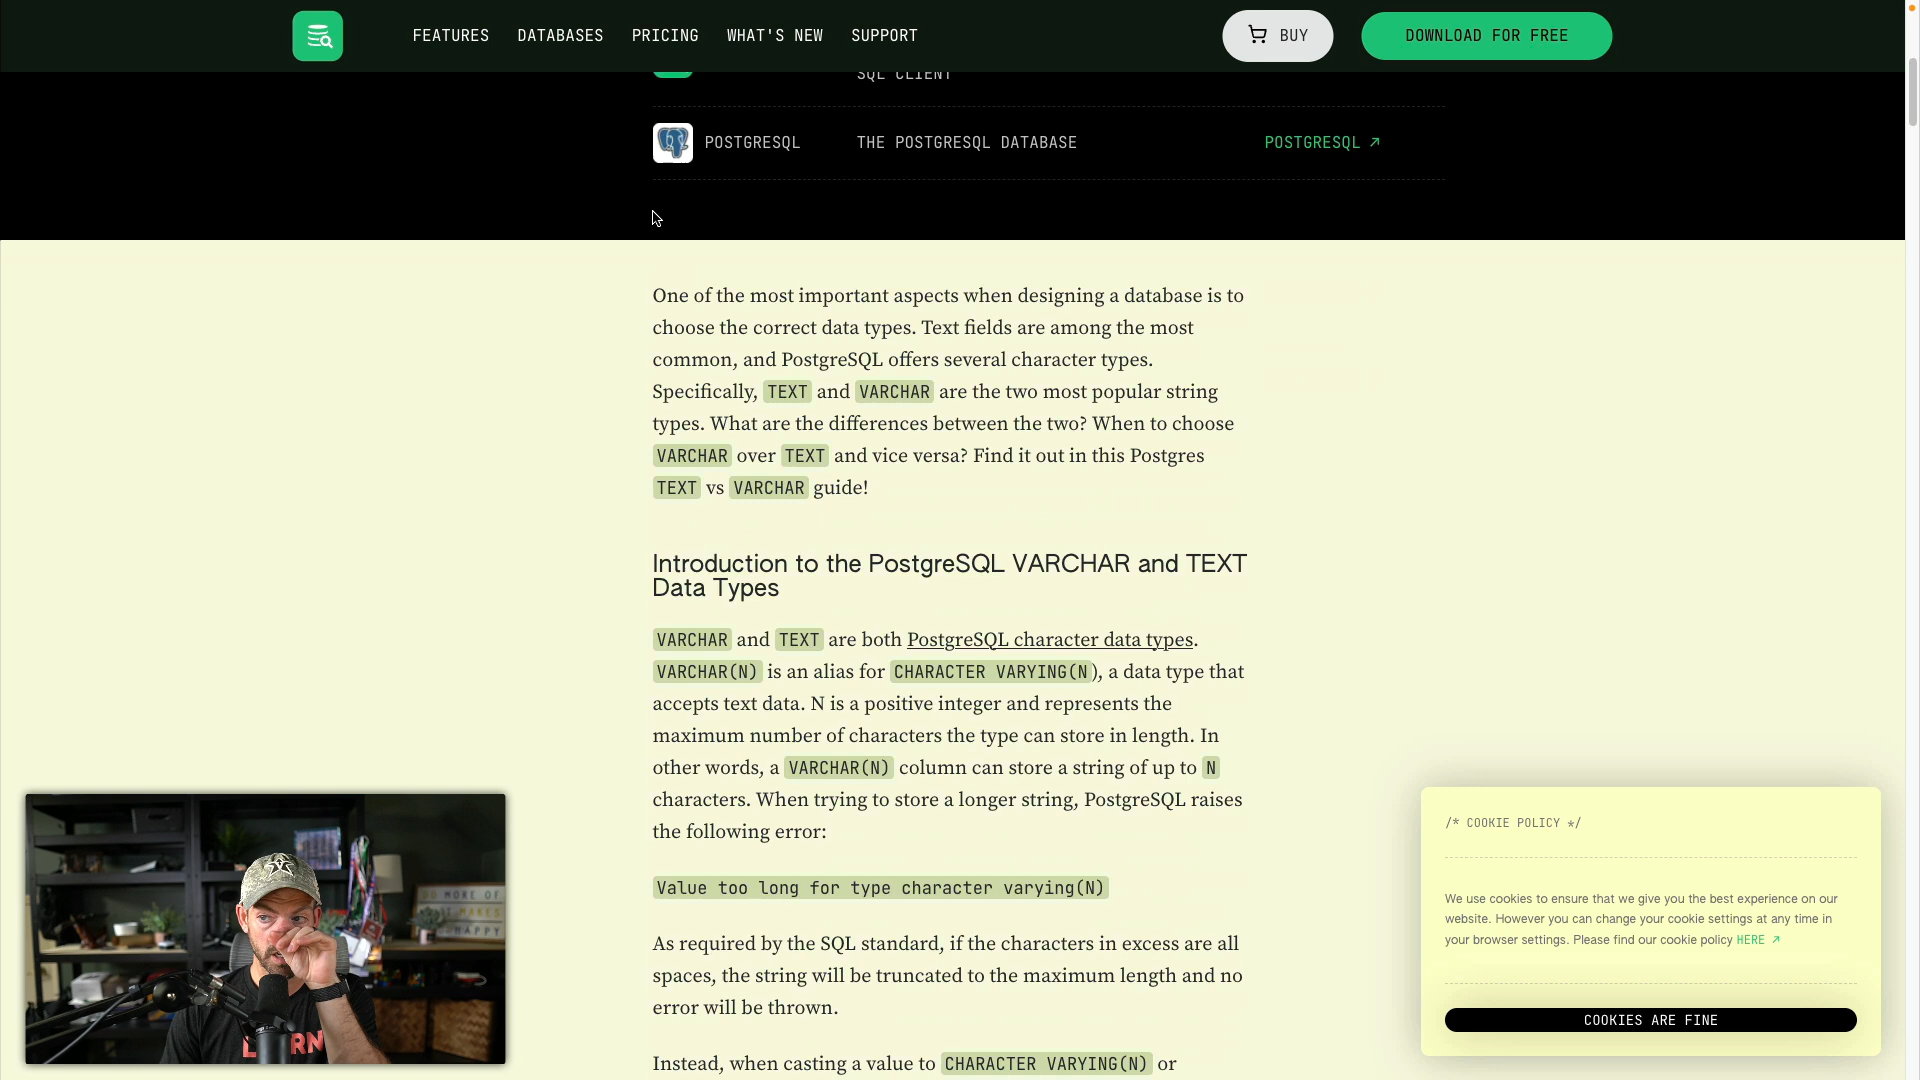 FEATURES DATABASES PRICING WHAT'S NEW SUPPORT BUY DOWNLOAD FOR FREE
SQL CLIENT
POSTGRESQL THE POSTGRESQL DATABASE POSTGRESQL ↗
One of the most important aspects when designing a database is to
choose the correct data types. Text fields are among the most
common, and PostgreSQL offers several character types.
Specifically, TEXT and VARCHAR are the two most popular string
types. What are the differences between the two? When to choose
VARCHAR over TEXT and vice versa? Find it out in this Postgres
TEXT vs VARCHAR guide!
Introduction to the PostgreSQL VARCHAR and TEXT
Data Types
VARCHAR and TEXT are both PostgreSQL character data types.
VARCHAR(N) is an alias for CHARACTER VARYING(N), a data type that
accepts text data. N is a positive integer and represents the
maximum number of characters the type can store in length. In
other words, a VARCHAR(N) column can store a string of up to N
characters. When trying to store a longer string, PostgreSQL raises
the following error:
Value too long for type character varying(N)
As required by the SQL standard, if the characters in excess are all
spaces, the string will be truncated to the maximum length and no
error will be thrown.
Instead, when casting a value to CHARACTER VARYING(N) or
/* COOKIE POLICY */
We use cookies to ensure that we give you the best experience on our
website. However you can change your cookie settings at any time in
your browser settings. Please find our cookie policy HERE ↗
COOKIES ARE FINE
MORE OF
MAKES
HAPPY